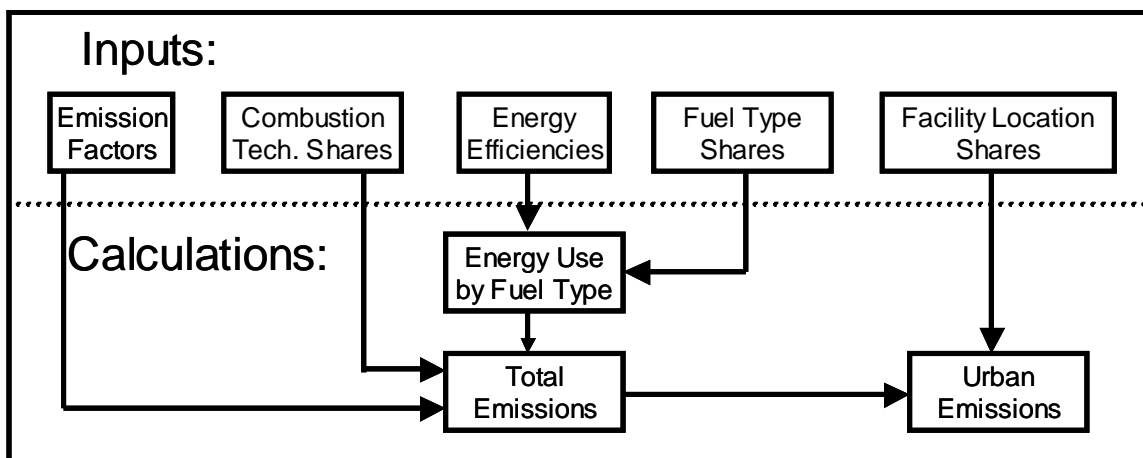 Inputs:
Emission
Factors
Combustion
Tech. Shares
Energy
Efficiencies
Fuel Type
Shares
Facility Location
Shares
Calculations:
Energy Use
by Fuel Type
Total
Emissions
Urban
Emissions